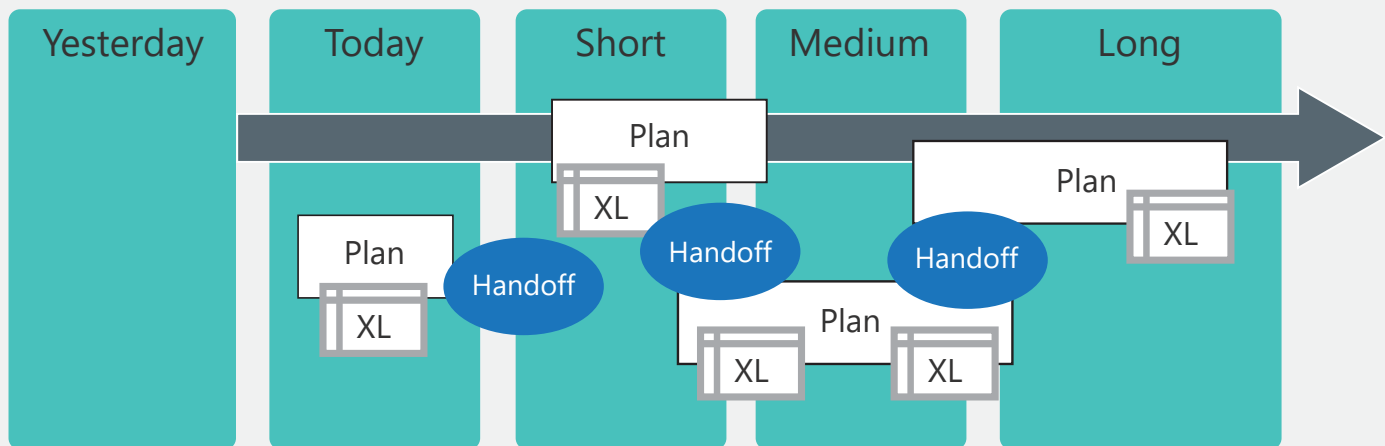 Yesterday
Today
Short
Medium
Long
Plan
XL
Handoff
Plan
XL
Handoff
Plan
XL
XL
Handoff
Plan
XL